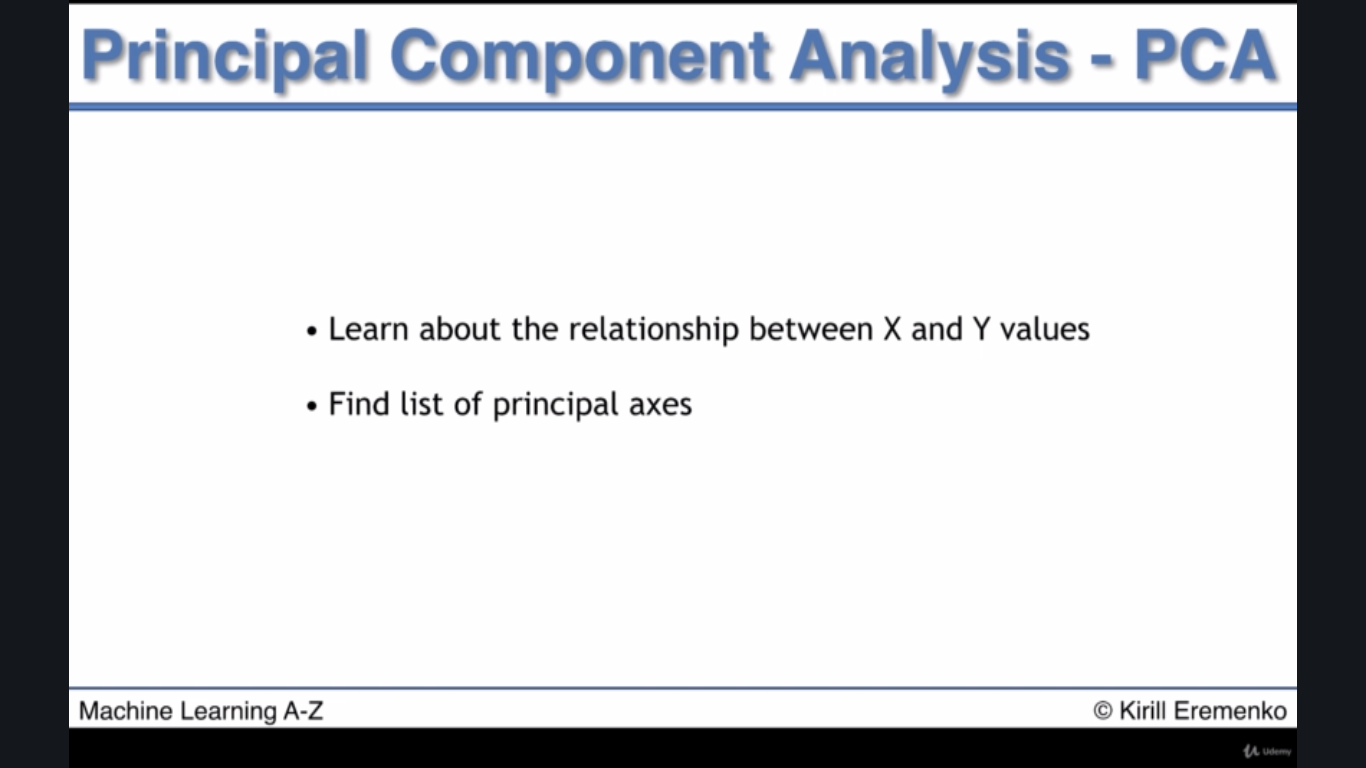 Principal Component Analysis - PCA
• Learn about the relationship between X and Y values
• Find list of principal axes
Machine Learning A-Z
© Kirill Eremenko
Udemy